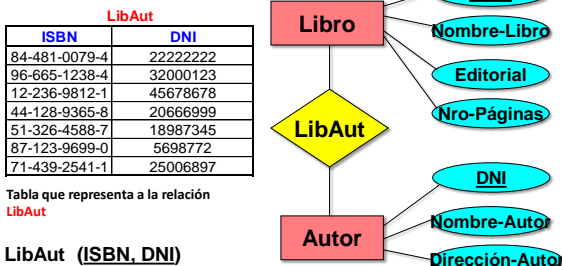 LibAut
ISBN DNI
84-481-0079-4 22222222
96-665-1238-4 32000123
12-236-9812-1 45678678
44-128-9365-8 20666999
51-326-4588-7 18987345
87-123-9699-0 5698772
71-439-2541-1 25006897
Tabla que representa a la relación
LibAut
LibAut (ISBN, DNI)
Libro
Nombre-Libro
Editorial
Nro-Páginas
LibAut
DNI
Nombre-Autor
Autor
Dirección-Autor